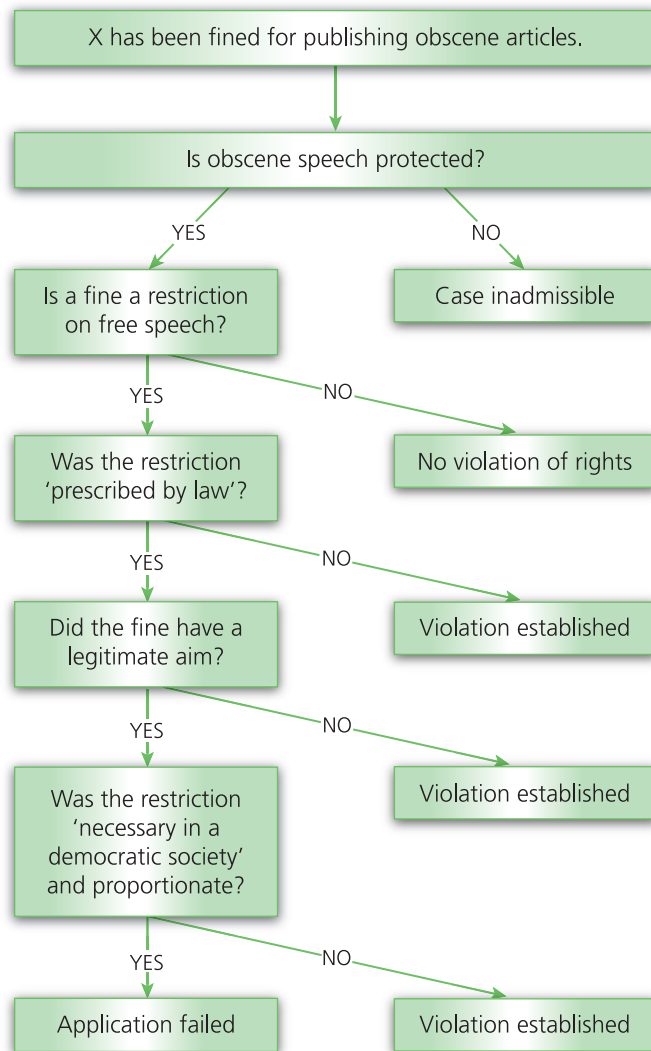 X has been fined for publishing obscene articles.
Is obscene speech protected?
YES
NO
Is a fine a restriction
on free speech?
Case inadmissible
YES
NO
Was the restriction
‘prescribed by law’?
No violation of rights
YES
NO
Did the fine have a
legitimate aim?
Violation established
YES
NO
Was the restriction
‘necessary in a
democratic society’
and proportionate?
Violation established
YES
NO
Application failed
Violation established